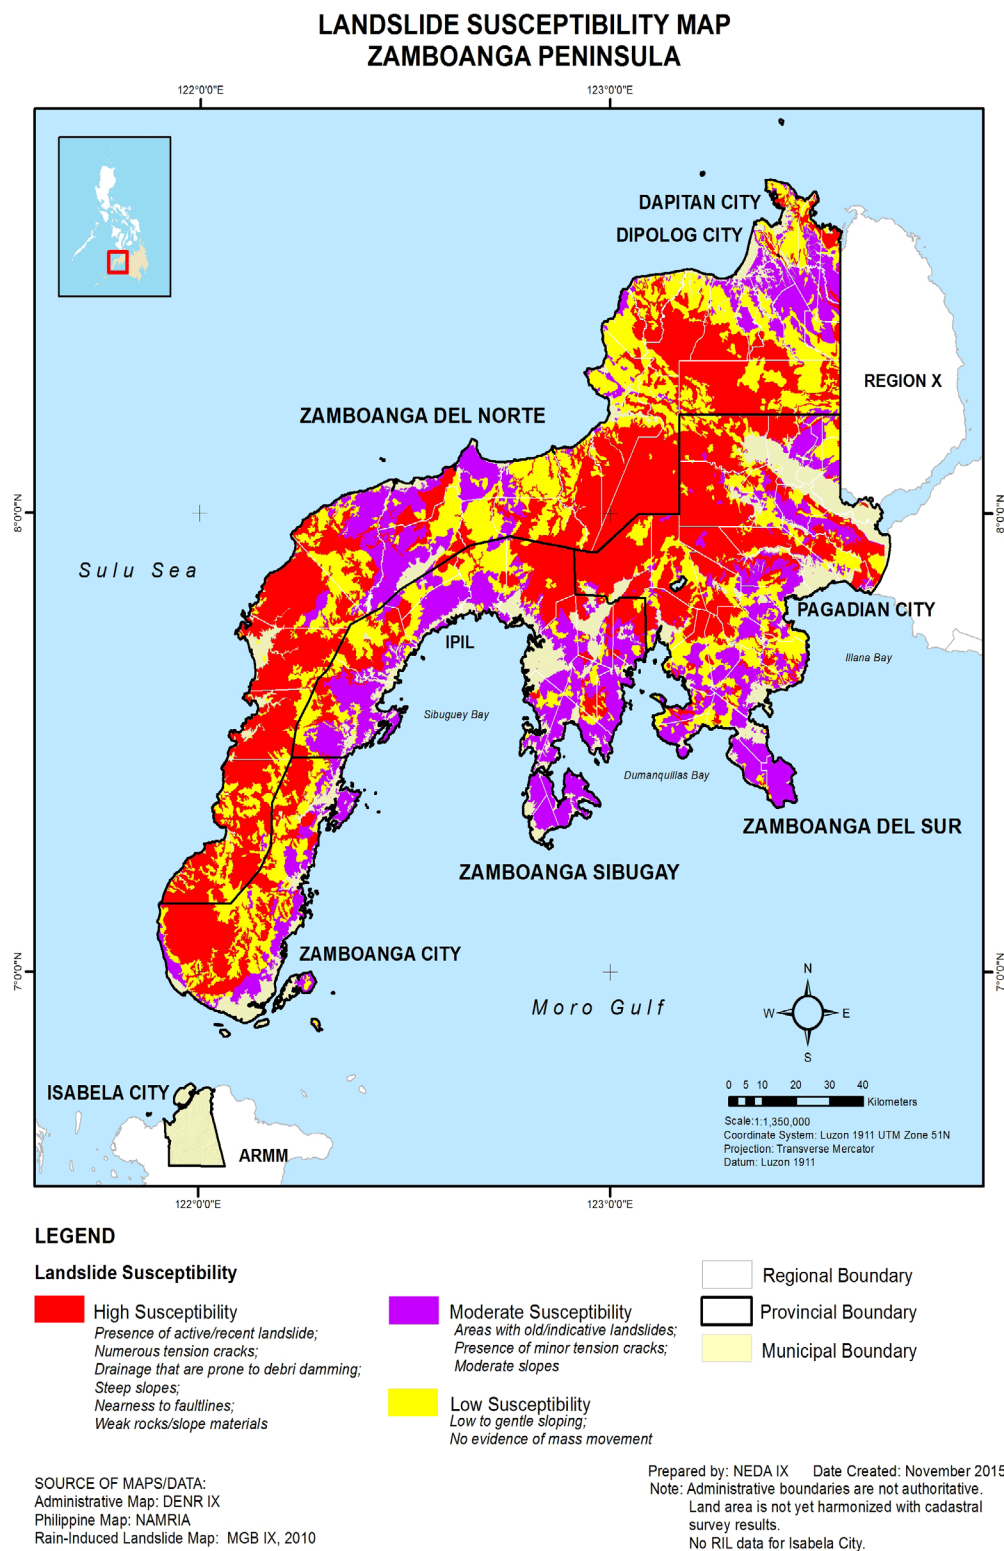 LANDSLIDE SUSCEPTIBILITY MAP
ZAMBOANGA PENINSULA
122°0'0"E
123°0'0"E
DAPITAN CITY
DIPOLOG CITY
REGION X
ZAMBOANGA DEL NORTE
8°0'0"N
8°0'0"N
Sulu Sea
PAGADIAN CITY
IPIL
Illana Bay
Sibuguey Bay
Dumanquillas Bay
ZAMBOANGA DEL SUR
ZAMBOANGA SIBUGAY
ZAMBOANGA CITY
7°0'0"N
7°0'0"N
Moro Gulf
N
W
E
S
ISABELA CITY
ARMM
0 5 10 20 30 40
Kilometers
Scale:1:1,350,000
Coordinate System: Luzon 1911 UTM Zone 51N
Projection: Transverse Mercator
Datum: Luzon 1911
122°0'0"E
123°0'0"E
LEGEND
Landslide Susceptibility
High Susceptibility
Presence of active/recent landslide;
Numerous tension cracks;
Drainage that are prone to debri damming;
Steep slopes;
Nearness to faultlines;
Weak rocks/slope materials
Moderate Susceptibility
Areas with old/indicative landslides;
Presence of minor tension cracks;
Moderate slopes
Low Susceptibility
Low to gentle sloping;
No evidence of mass movement
Regional Boundary
Provincial Boundary
Municipal Boundary
SOURCE OF MAPS/DATA:
Administrative Map: DENR IX
Philippine Map: NAMRIA
Rain-Induced Landslide Map: MGB IX, 2010
Prepared by: NEDA IX Date Created: November 2015
Note: Administrative boundaries are not authoritative.
Land area is not yet harmonized with cadastral
survey results.
No RIL data for Isabela City.